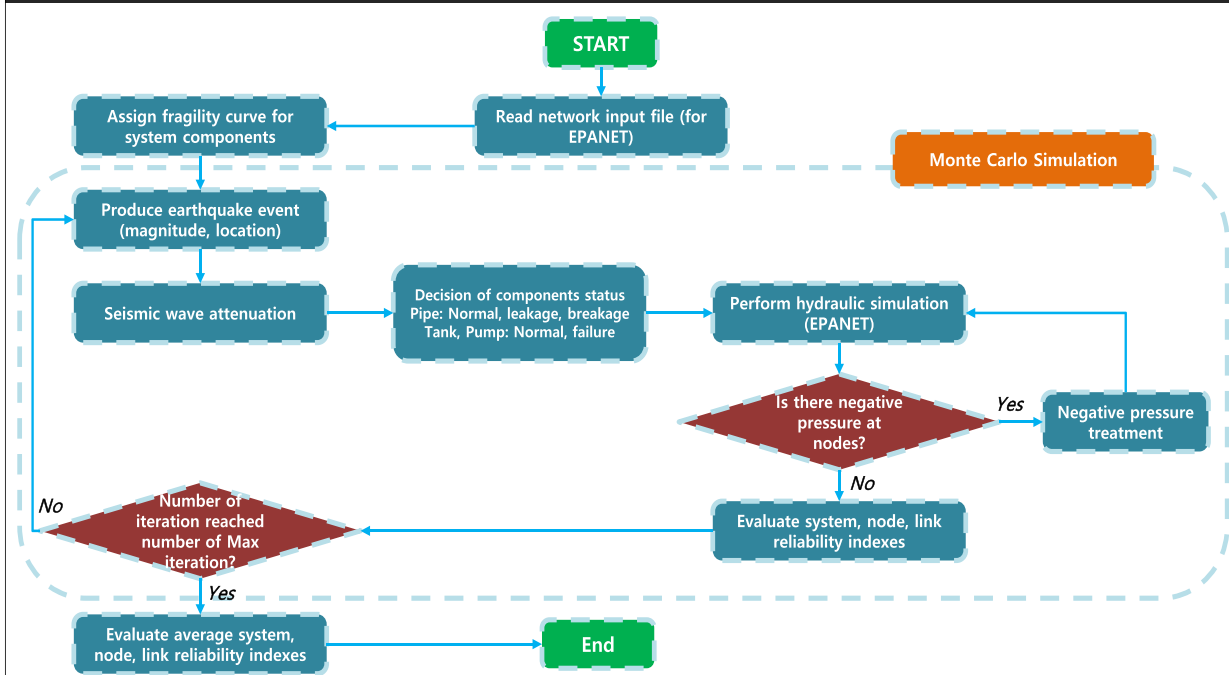 START
Read network input file (for
EPANET)
Assign fragility curve for
system components
Monte Carlo Simulation
Produce earthquake event
(magnitude, location)
Seismic wave attenuation
Decision of components status
Pipe: Normal, leakage, breakage
Tank, Pump: Normal, failure
Perform hydraulic simulation
(EPANET)
Is there negative
pressure at
nodes?
Yes
Negative pressure
treatment
No
Evaluate system, node, link
reliability indexes
Number of
iteration reached
number of Max
iteration?
No
Yes
Evaluate average system,
node, link reliability indexes
End